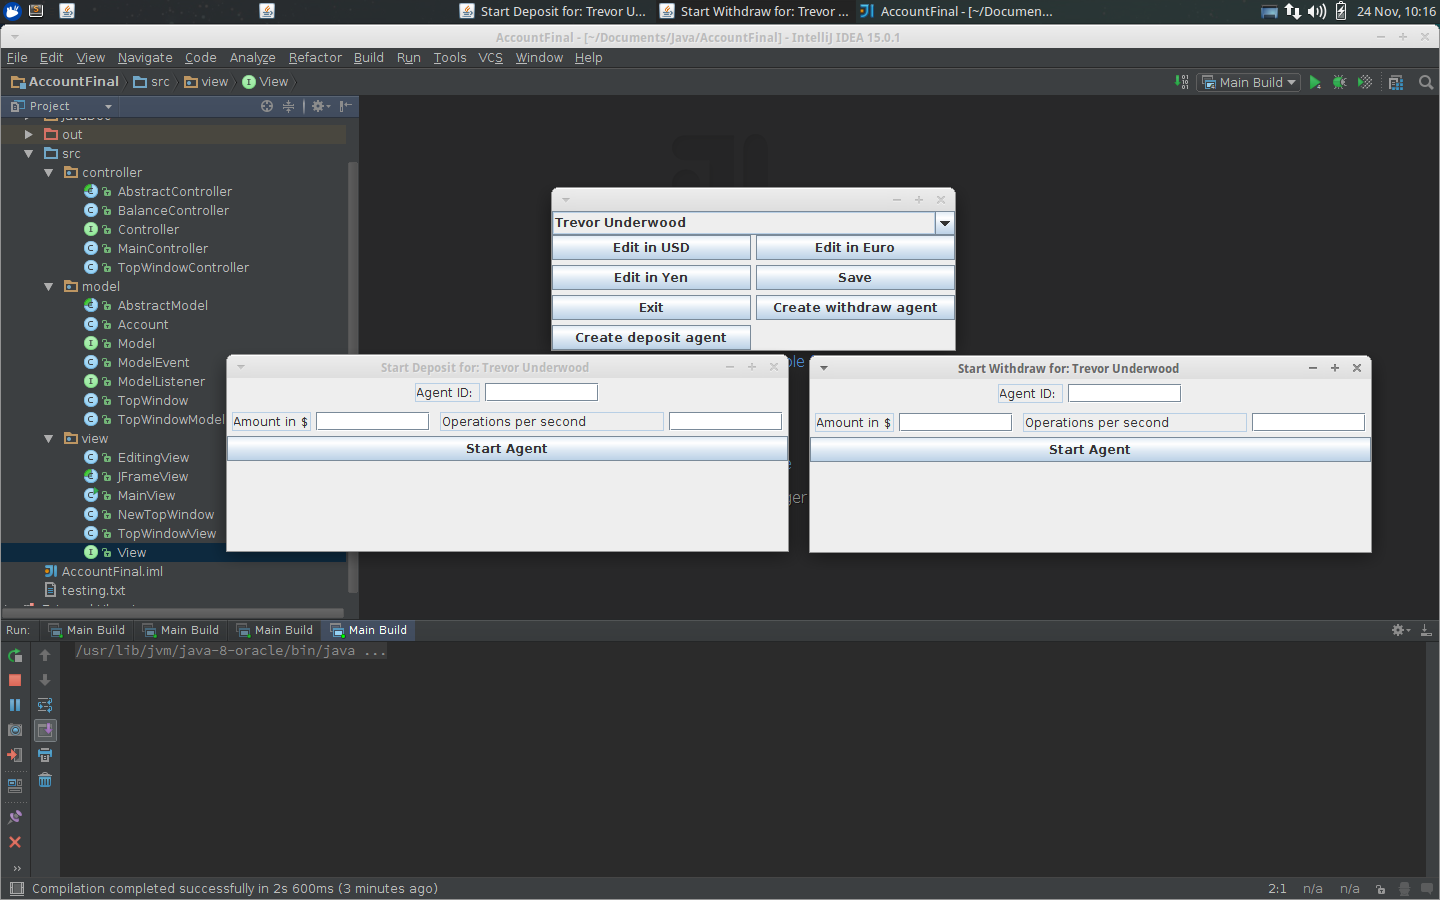 Start Deposit for: Trevor U... Start Withdraw for: Trevor ... AccountFinal - [~/Documen... 24 Nov, 10:16
AccountFinal - [~/Documents/Java/AccountFinal] - IntelliJ IDEA 15.0.1
File Edit View Navigate Code Analyze Refactor Build Run Tools VCS Window Help
AccountFinal src view View Main Build
Project
out
src
controller
AbstractController
BalanceController
Controller
MainController
TopWindowController
model
AbstractModel
Account
Model
ModelEvent
ModelListener
TopWindow
TopWindowModel
view
EditingView
JFrameView
MainView
NewTopWindow
TopWindowView
View
AccountFinal.iml
testing.txt
Trevor Underwood
Edit in USD Edit in Euro
Edit in Yen Save
Exit Create withdraw agent
Create deposit agent
Start Deposit for: Trevor Underwood
Agent ID:
Amount in $ Operations per second
Start Agent
Start Withdraw for: Trevor Underwood
Agent ID:
Amount in $ Operations per second
Start Agent
Run: Main Build Main Build Main Build Main Build
/usr/lib/jvm/java-8-oracle/bin/java ...
Compilation completed successfully in 2s 600ms (3 minutes ago) 2:1 n/a n/a